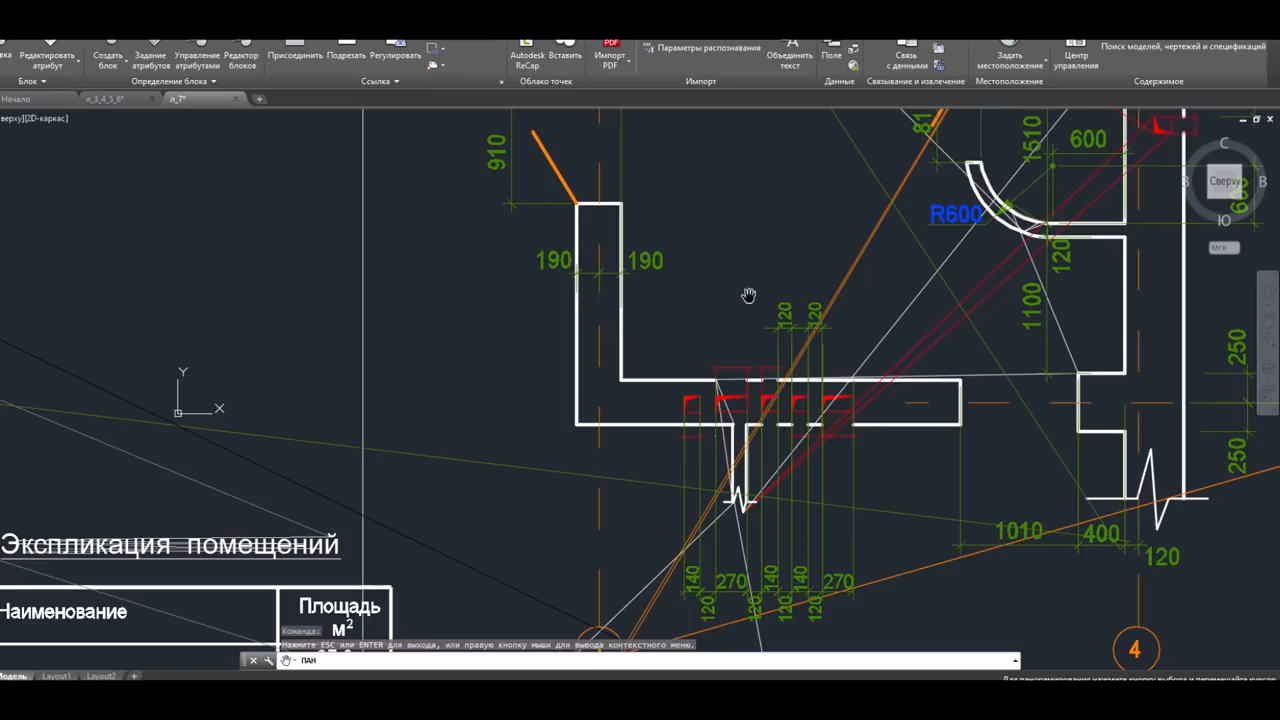 Редактировать атрибут
Создать блок
Задание атрибутов
Управление атрибутами
Редактор блоков
Присоединить
Подрезать
Регулировать
Autodesk ReCap
Вставить
PDF
Импорт PDF
Параметры распознавания
Объединить текст
Поле
Связь с данными
Задать местоположение
Центр управления
Поиск моделей, чертежей и спецификаций
Блок
Определение блока
Ссылка
Облако точек
Импорт
Данные
Связывание и извлечение
Местоположение
Содержимое
Начало
л_3_4_5_6*
л_7*
верху][2D-каркас]
С
З
Сверху
В
Ю
мск
910
81
1510
600
600
R600
190
190
120
1100
120
120
250
250
Y
X
1010
400
120
140
270
140
270
120
120
120
120
4
Экспликация помещений
Наименование
Площадь
м2
Команда:
Нажмите ESC или ENTER для выхода, или правую кнопку мыши для вывода контекстного меню.
ПАН
Модель
Layout1
Layout2